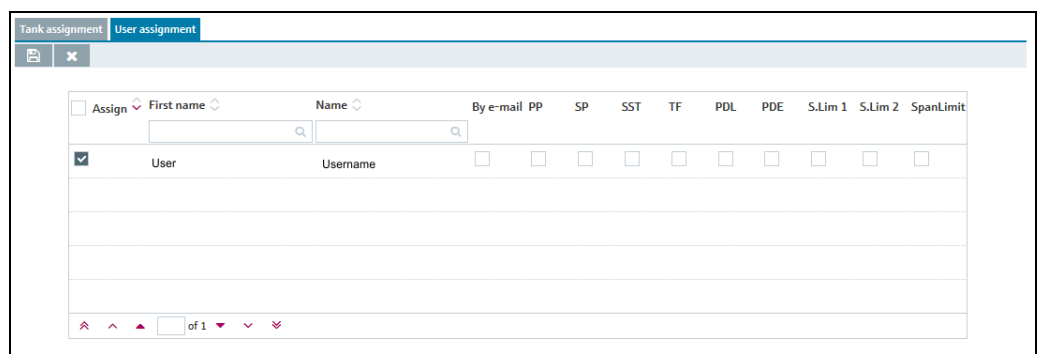 Tank assignment User assignment
Assign First name Name By e-mail PP SP SST TF PDL PDE S.Lim 1 S.Lim 2 SpanLimit
User Username
of 1